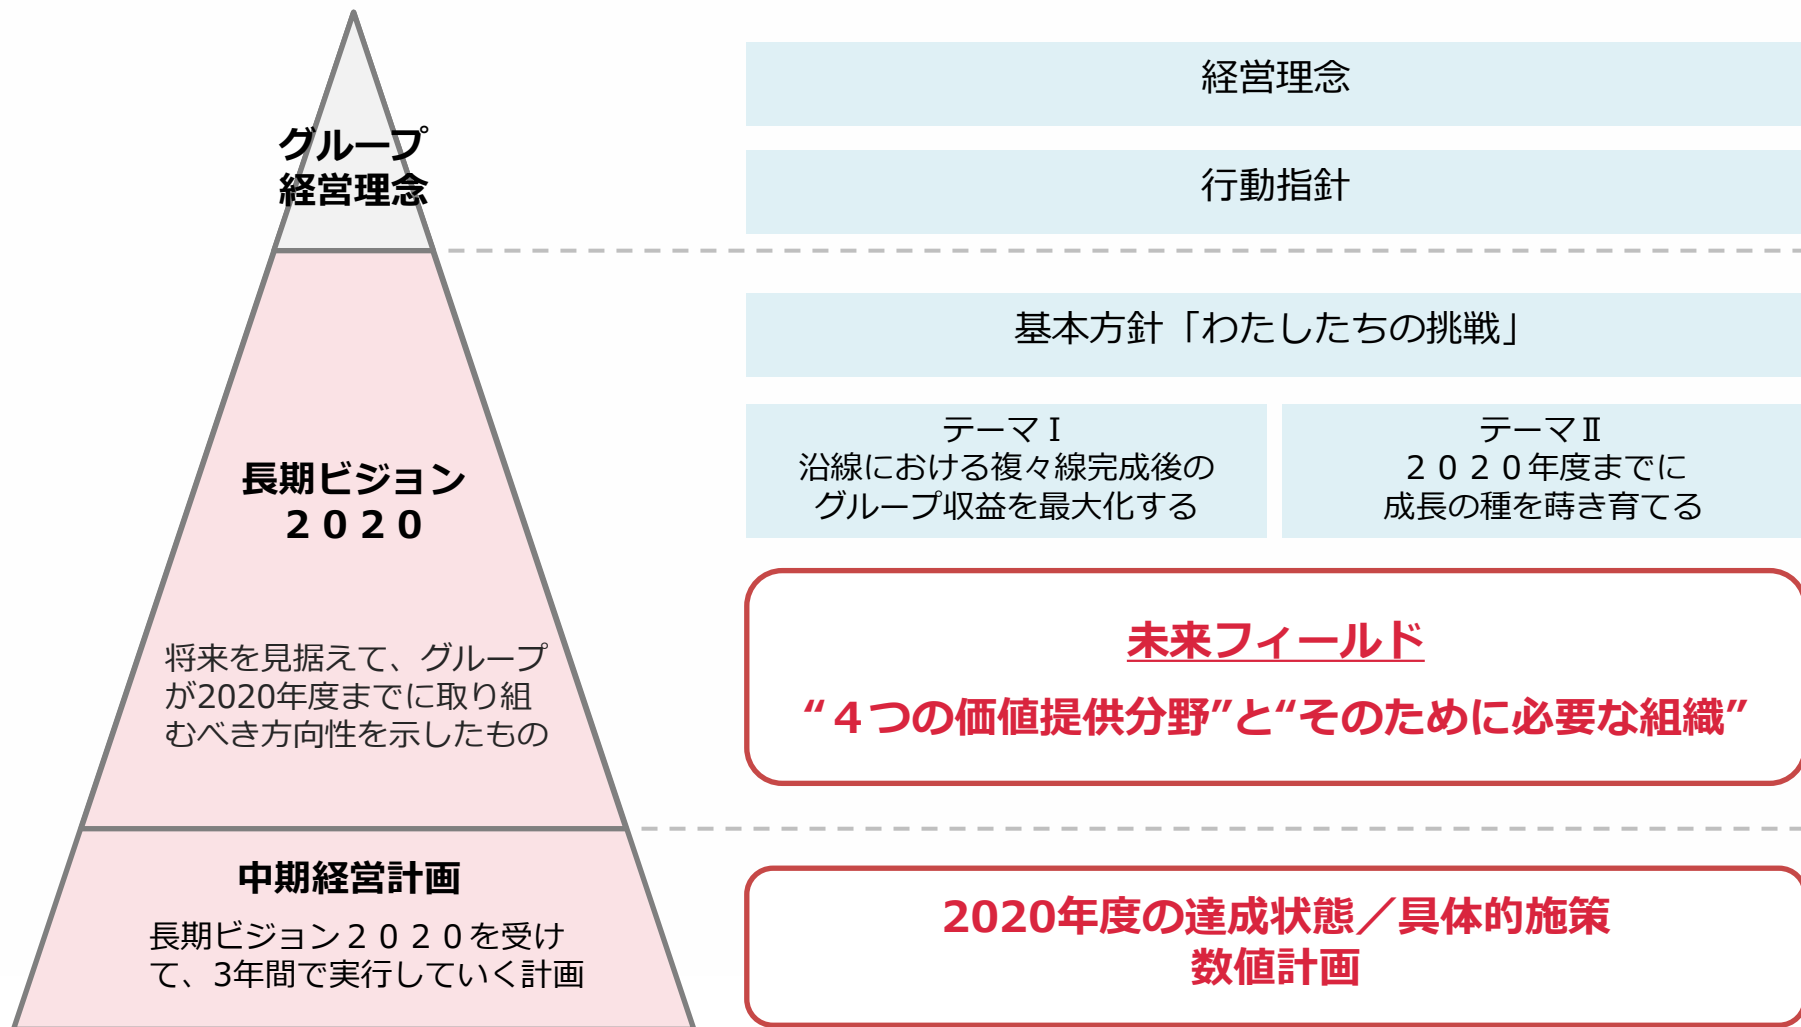 グループ
経営理念
経営理念
行動指針
長期ビジョン
２０２０
将来を見据えて、グループ
が2020年度までに取り組
むべき方向性を示したもの
基本方針「わたしたちの挑戦」
テーマⅠ
沿線における複々線完成後の
グループ収益を最大化する
テーマⅡ
２０２０年度までに
成長の種を蒔き育てる
未来フィールド
“４つの価値提供分野”と“そのために必要な組織”
中期経営計画
長期ビジョン２０２０を受け
て、3年間で実行していく計画
2020年度の達成状態／具体的施策
数値計画